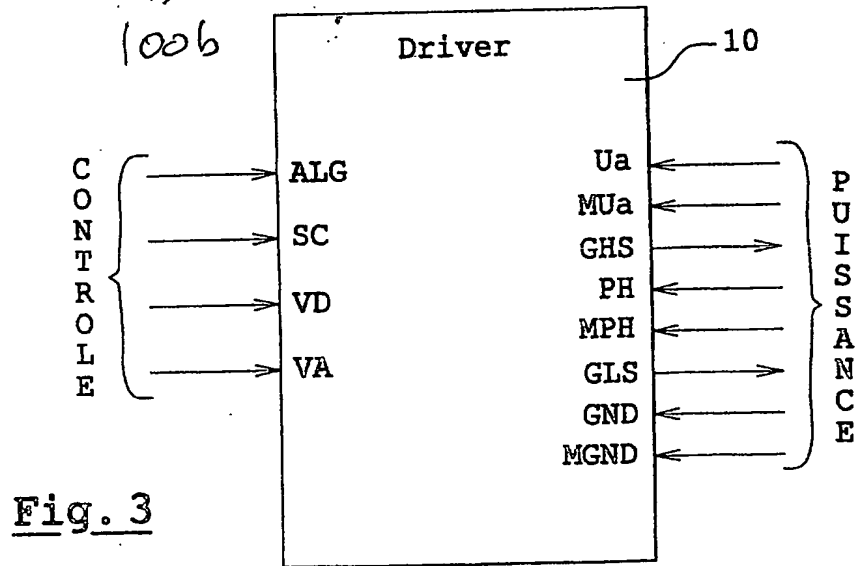 100b
Driver
10
CONTROLE
ALG
SC
VD
VA
Ua
MUa
GHS
PH
MPH
GLS
GND
MGND
PUISSANCE
Fig. 3